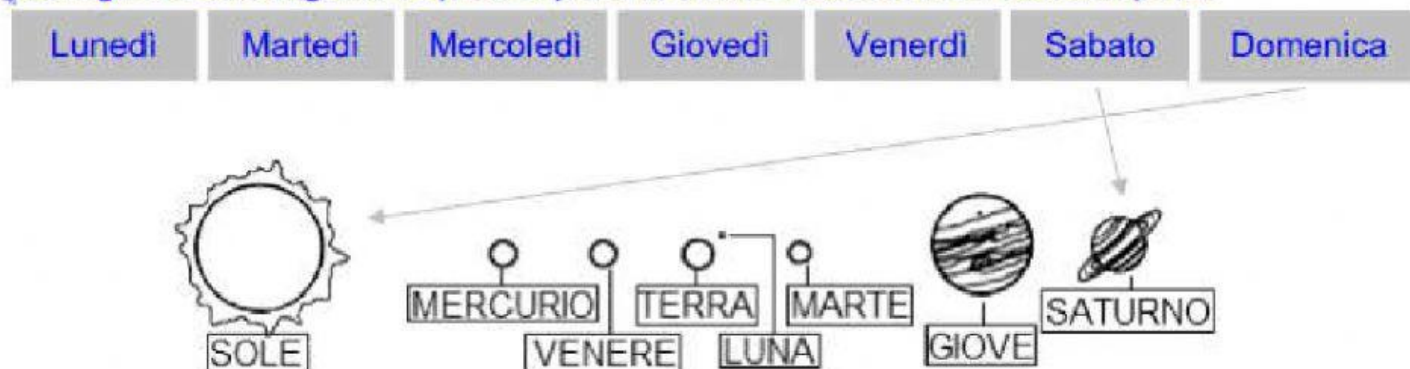 Lunedì Martedì Mercoledì Giovedì Venerdì Sabato Domenica
MERCURIO TERRA MARTE SATURNO
SOLE VENERE LUNA GIOVE